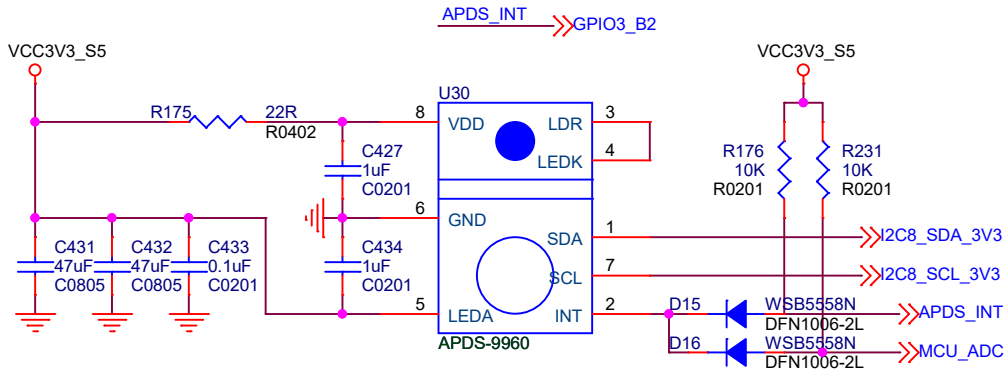 APDS_INT
GPIO3_B2
VCC3V3_S5
VCC3V3_S5
U30
R175
22R
R0402
8
VDD
LDR
3
LEDK
4
C427
1uF
C0201
R176
10K
R0201
R231
10K
R0201
6
GND
SDA
1
I2C8_SDA_3V3
C431
47uF
C0805
C432
47uF
C0805
C433
0.1uF
C0201
C434
1uF
C0201
SCL
7
I2C8_SCL_3V3
5
LEDA
INT
2
D15
WSB5558N
DFN1006-2L
APDS_INT
APDS-9960
D16
WSB5558N
DFN1006-2L
MCU_ADC